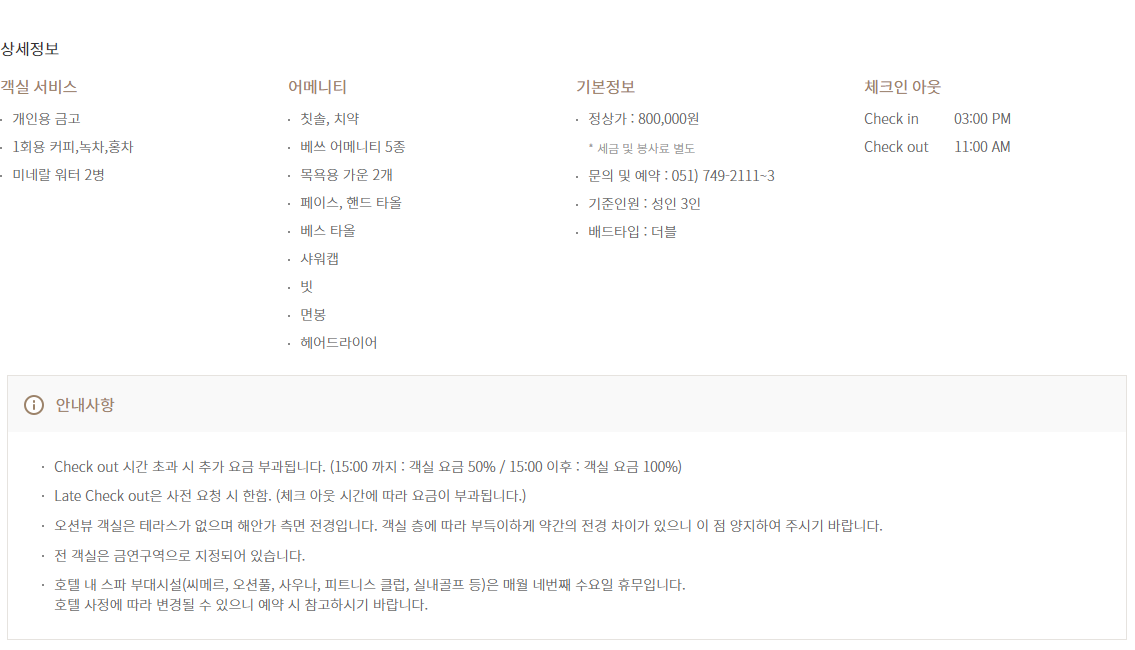 상세정보
객실 서비스
· 개인용 금고
· 1회용 커피,녹차,홍차
· 미네랄 워터 2병
어메니티
· 칫솔, 치약
· 베쓰 어메니티 5종
· 목욕용 가운 2개
· 페이스, 핸드 타올
· 베스 타올
· 샤워캡
· 빗
· 면봉
· 헤어드라이어
기본정보
· 정상가 : 800,000원
* 세금 및 봉사료 별도
· 문의 및 예약 : 051) 749-2111~3
· 기준인원 : 성인 3인
· 배드타입 : 더블
체크인 아웃
Check in 03:00 PM
Check out 11:00 AM
안내사항
· Check out 시간 초과 시 추가 요금 부과됩니다. (15:00 까지 : 객실 요금 50% / 15:00 이후 : 객실 요금 100%)
· Late Check out은 사전 요청 시 한함. (체크 아웃 시간에 따라 요금이 부과됩니다.)
· 오션뷰 객실은 테라스가 없으며 해안가 측면 전경입니다. 객실 층에 따라 부득이하게 약간의 전경 차이가 있으니 이 점 양지하여 주시기 바랍니다.
· 전 객실은 금연구역으로 지정되어 있습니다.
· 호텔 내 스파 부대시설(씨메르, 오션풀, 사우나, 피트니스 클럽, 실내골프 등)은 매월 네번째 수요일 휴무입니다.
호텔 사정에 따라 변경될 수 있으니 예약 시 참고하시기 바랍니다.